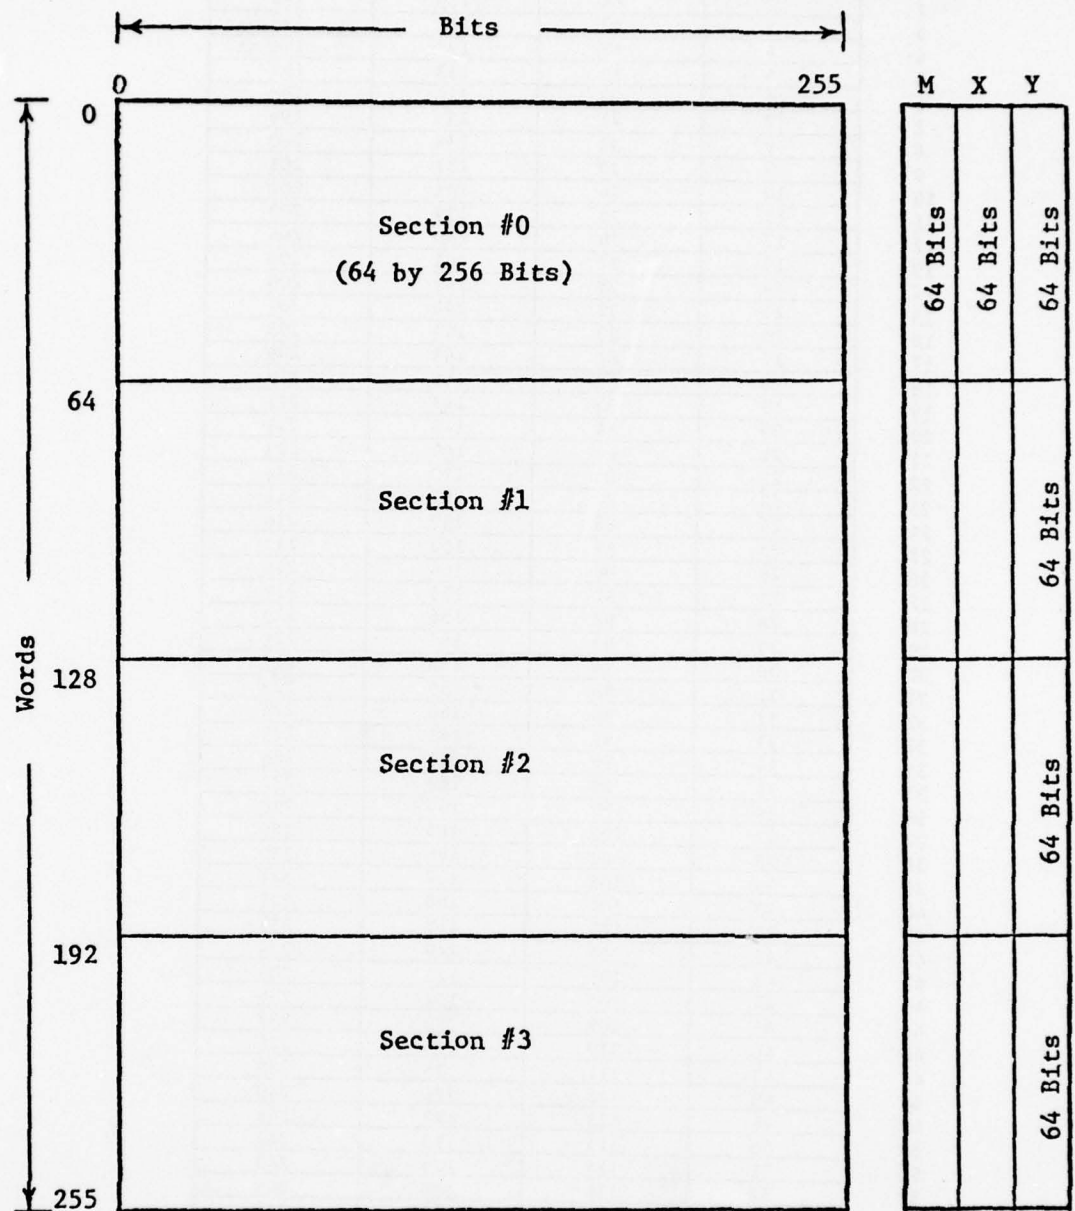 Bits
0 255 M X Y
0
Section #0
(64 by 256 Bits)
64 Bits
64 Bits
64 Bits
64
Section #1
64 Bits
Words
128
Section #2
64 Bits
192
Section #3
64 Bits
255